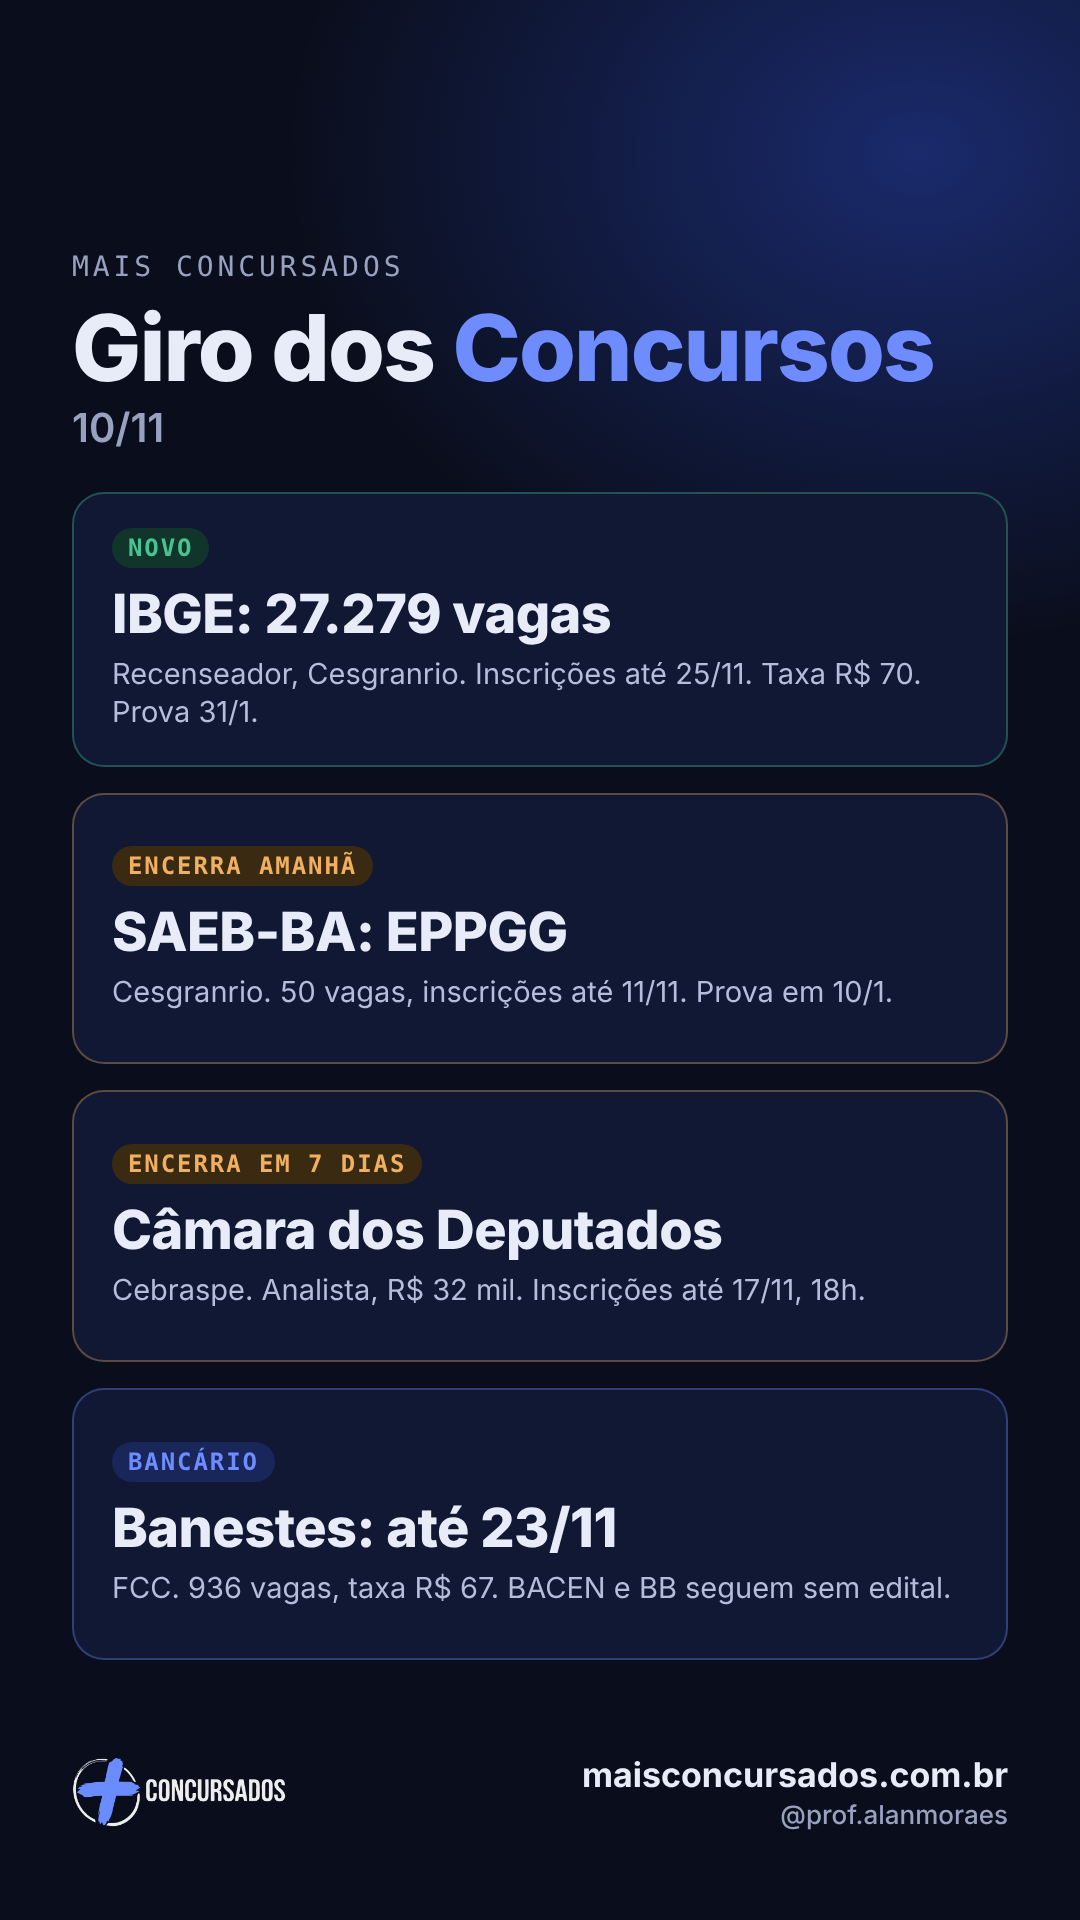 MAIS CONCURSADOS
Giro dos Concursos
10/11
NOVO
IBGE: 27.279 vagas
Recenseador, Cesgranrio. Inscrições até 25/11. Taxa R$ 70.
Prova 31/1.
ENCERRA AMANHÃ
SAEB-BA: EPPGG
Cesgranrio. 50 vagas, inscrições até 11/11. Prova em 10/1.
ENCERRA EM 7 DIAS
Câmara dos Deputados
Cebraspe. Analista, R$ 32 mil. Inscrições até 17/11, 18h.
BANCÁRIO
Banestes: até 23/11
FCC. 936 vagas, taxa R$ 67. BACEN e BB seguem sem edital.
CONCURSADOS
maisconcursados.com.br
@prof.alanmoraes